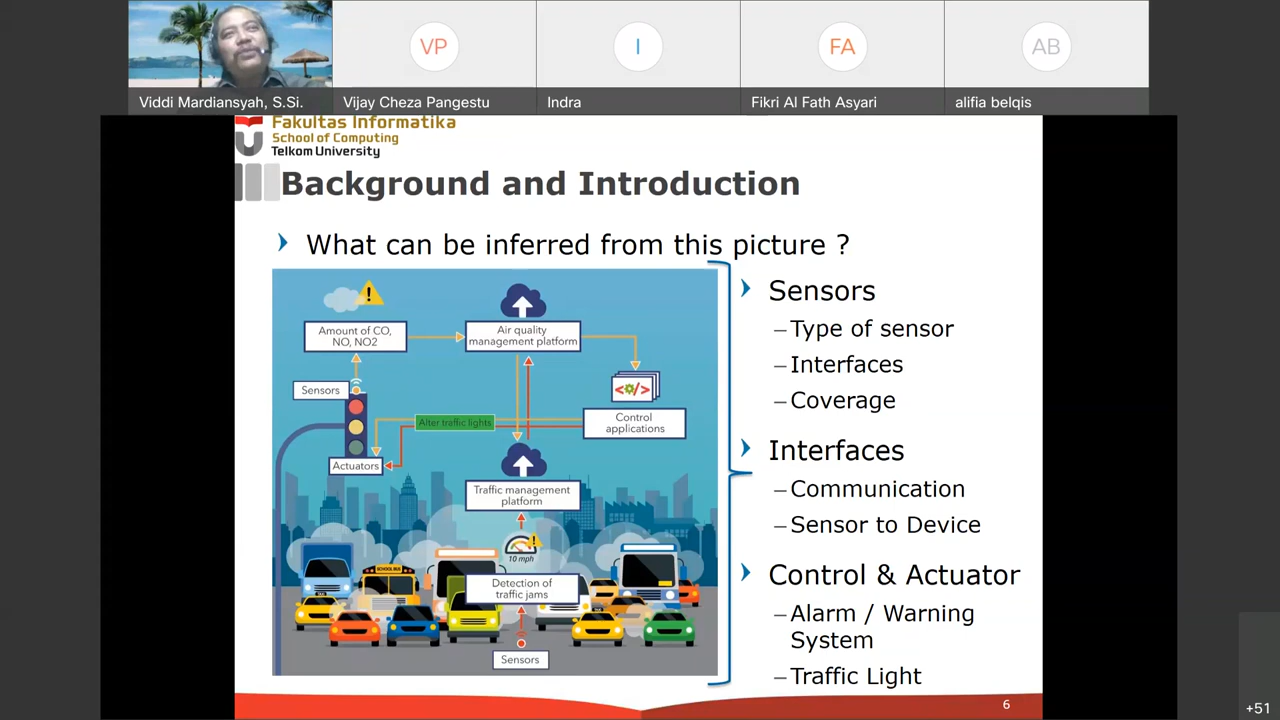 VP
I
FA
AB
Viddi Mardiansyah, S.Si.
Vijay Cheza Pangestu
Indra
Fikri Al Fath Asyari
alifia belqis
Fakultas Informatika
School of Computing
Telkom University
Background and Introduction
What can be inferred from this picture ?
Amount of CO,
NO, NO2
Air quality
management platform
Sensors
Control
applications
Alter traffic lights
Actuators
Traffic management
platform
10 mph
SCHOOL BUS
Detection of
traffic jams
Sensors
Sensors
–Type of sensor
–Interfaces
–Coverage
Interfaces
–Communication
–Sensor to Device
Control & Actuator
–Alarm / Warning
System
–Traffic Light
6
+51